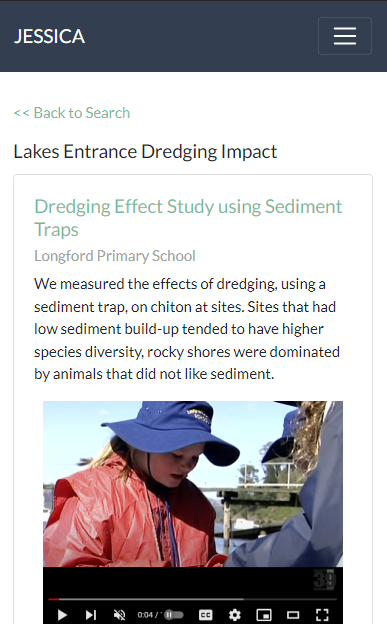 JESSICA
<< Back to Search
Lakes Entrance Dredging Impact
Dredging Effect Study using Sediment
Traps
Longford Primary School
We measured the effects of dredging, using a
sediment trap, on chiton at sites. Sites that had
low sediment build-up tended to have higher
species diversity, rocky shores were dominated
by animals that did not like sediment.
39
0:04 /
CC